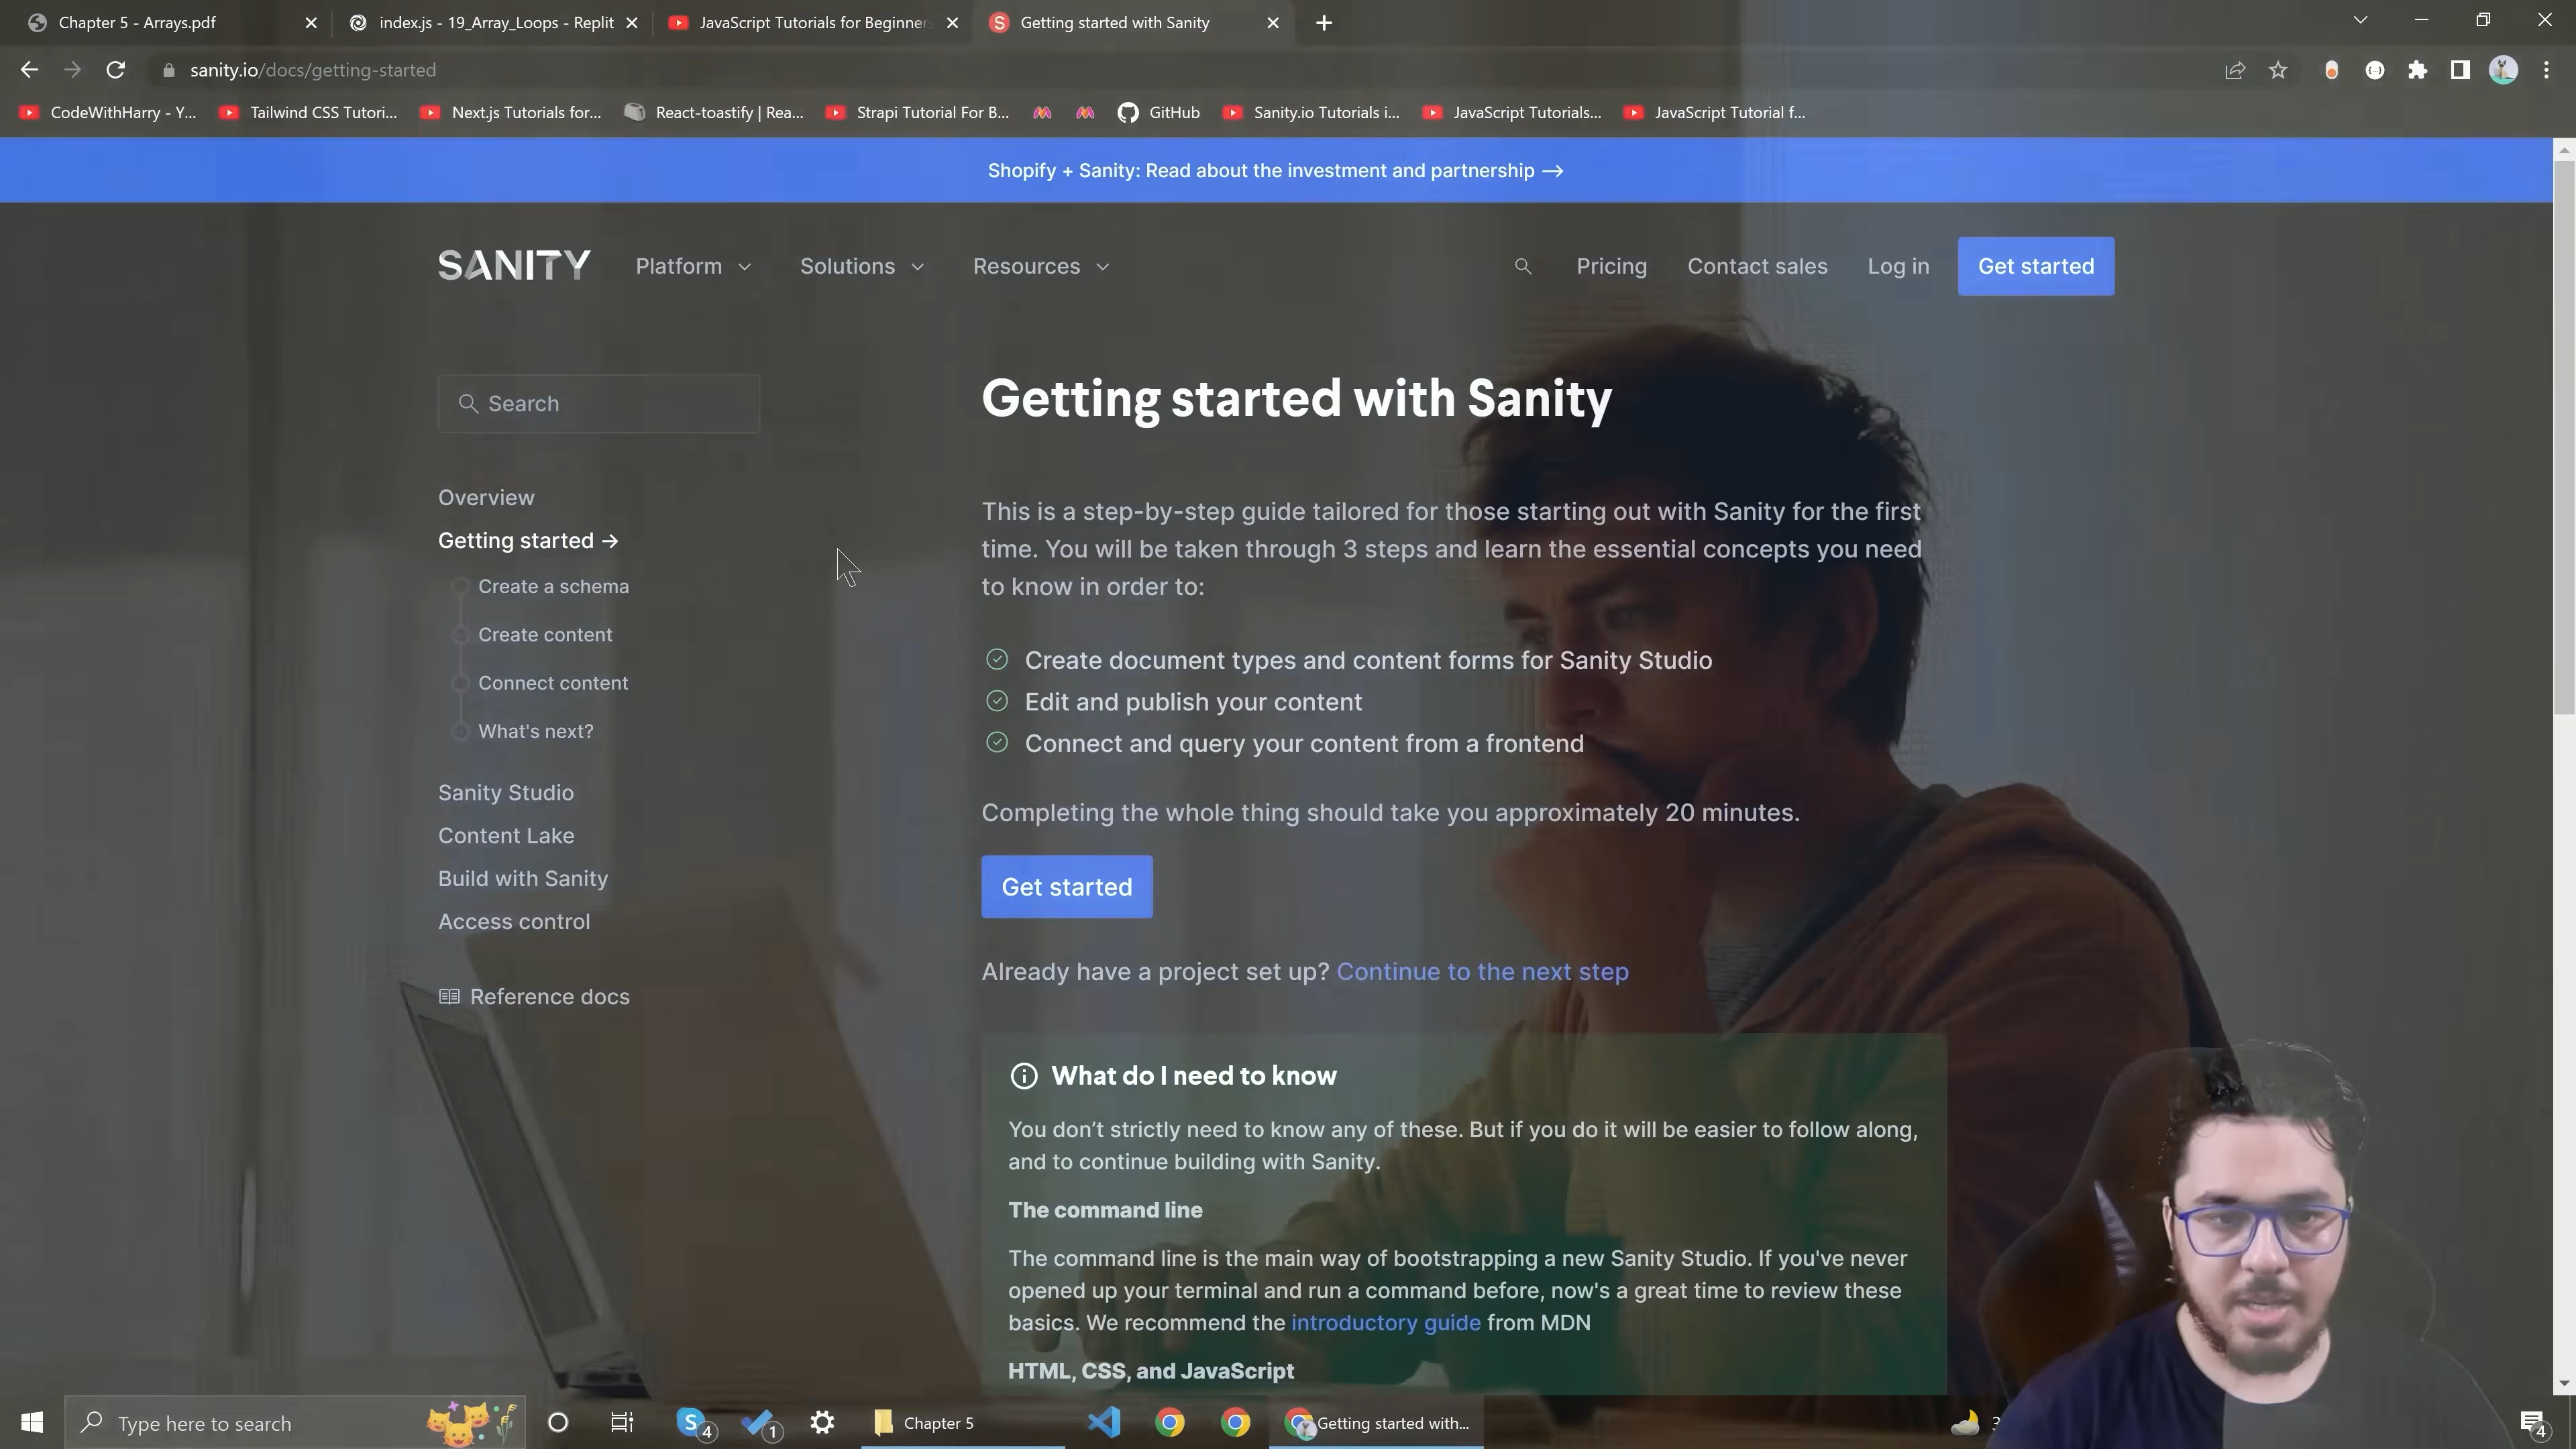 Chapter 5 - Arrays.pdf
index.js - 19_Array_Loops - Replit
JavaScript Tutorials for Beginner
Getting started with Sanity
sanity.io/docs/getting-started
CodeWithHarry - Y...
Tailwind CSS Tutori...
Next.js Tutorials for...
React-toastify | Rea...
Strapi Tutorial For B...
GitHub
Sanity.io Tutorials i...
JavaScript Tutorials...
JavaScript Tutorial f...
Shopify + Sanity: Read about the investment and partnership →
SANITY
Platform
Solutions
Resources
Pricing
Contact sales
Log in
Get started
Search
Overview
Getting started →
Create a schema
Create content
Connect content
What's next?
Sanity Studio
Content Lake
Build with Sanity
Access control
Reference docs
Getting started with Sanity
This is a step-by-step guide tailored for those starting out with Sanity for the first
time. You will be taken through 3 steps and learn the essential concepts you need
to know in order to:
Create document types and content forms for Sanity Studio
Edit and publish your content
Connect and query your content from a frontend
Completing the whole thing should take you approximately 20 minutes.
Get started
Already have a project set up? Continue to the next step
What do I need to know
You don’t strictly need to know any of these. But if you do it will be easier to follow along,
and to continue building with Sanity.
The command line
The command line is the main way of bootstrapping a new Sanity Studio. If you've never
opened up your terminal and run a command before, now's a great time to review these
basics. We recommend the introductory guide from MDN
HTML, CSS, and JavaScript
Type here to search
4
1
Chapter 5
Getting started with...
3
4